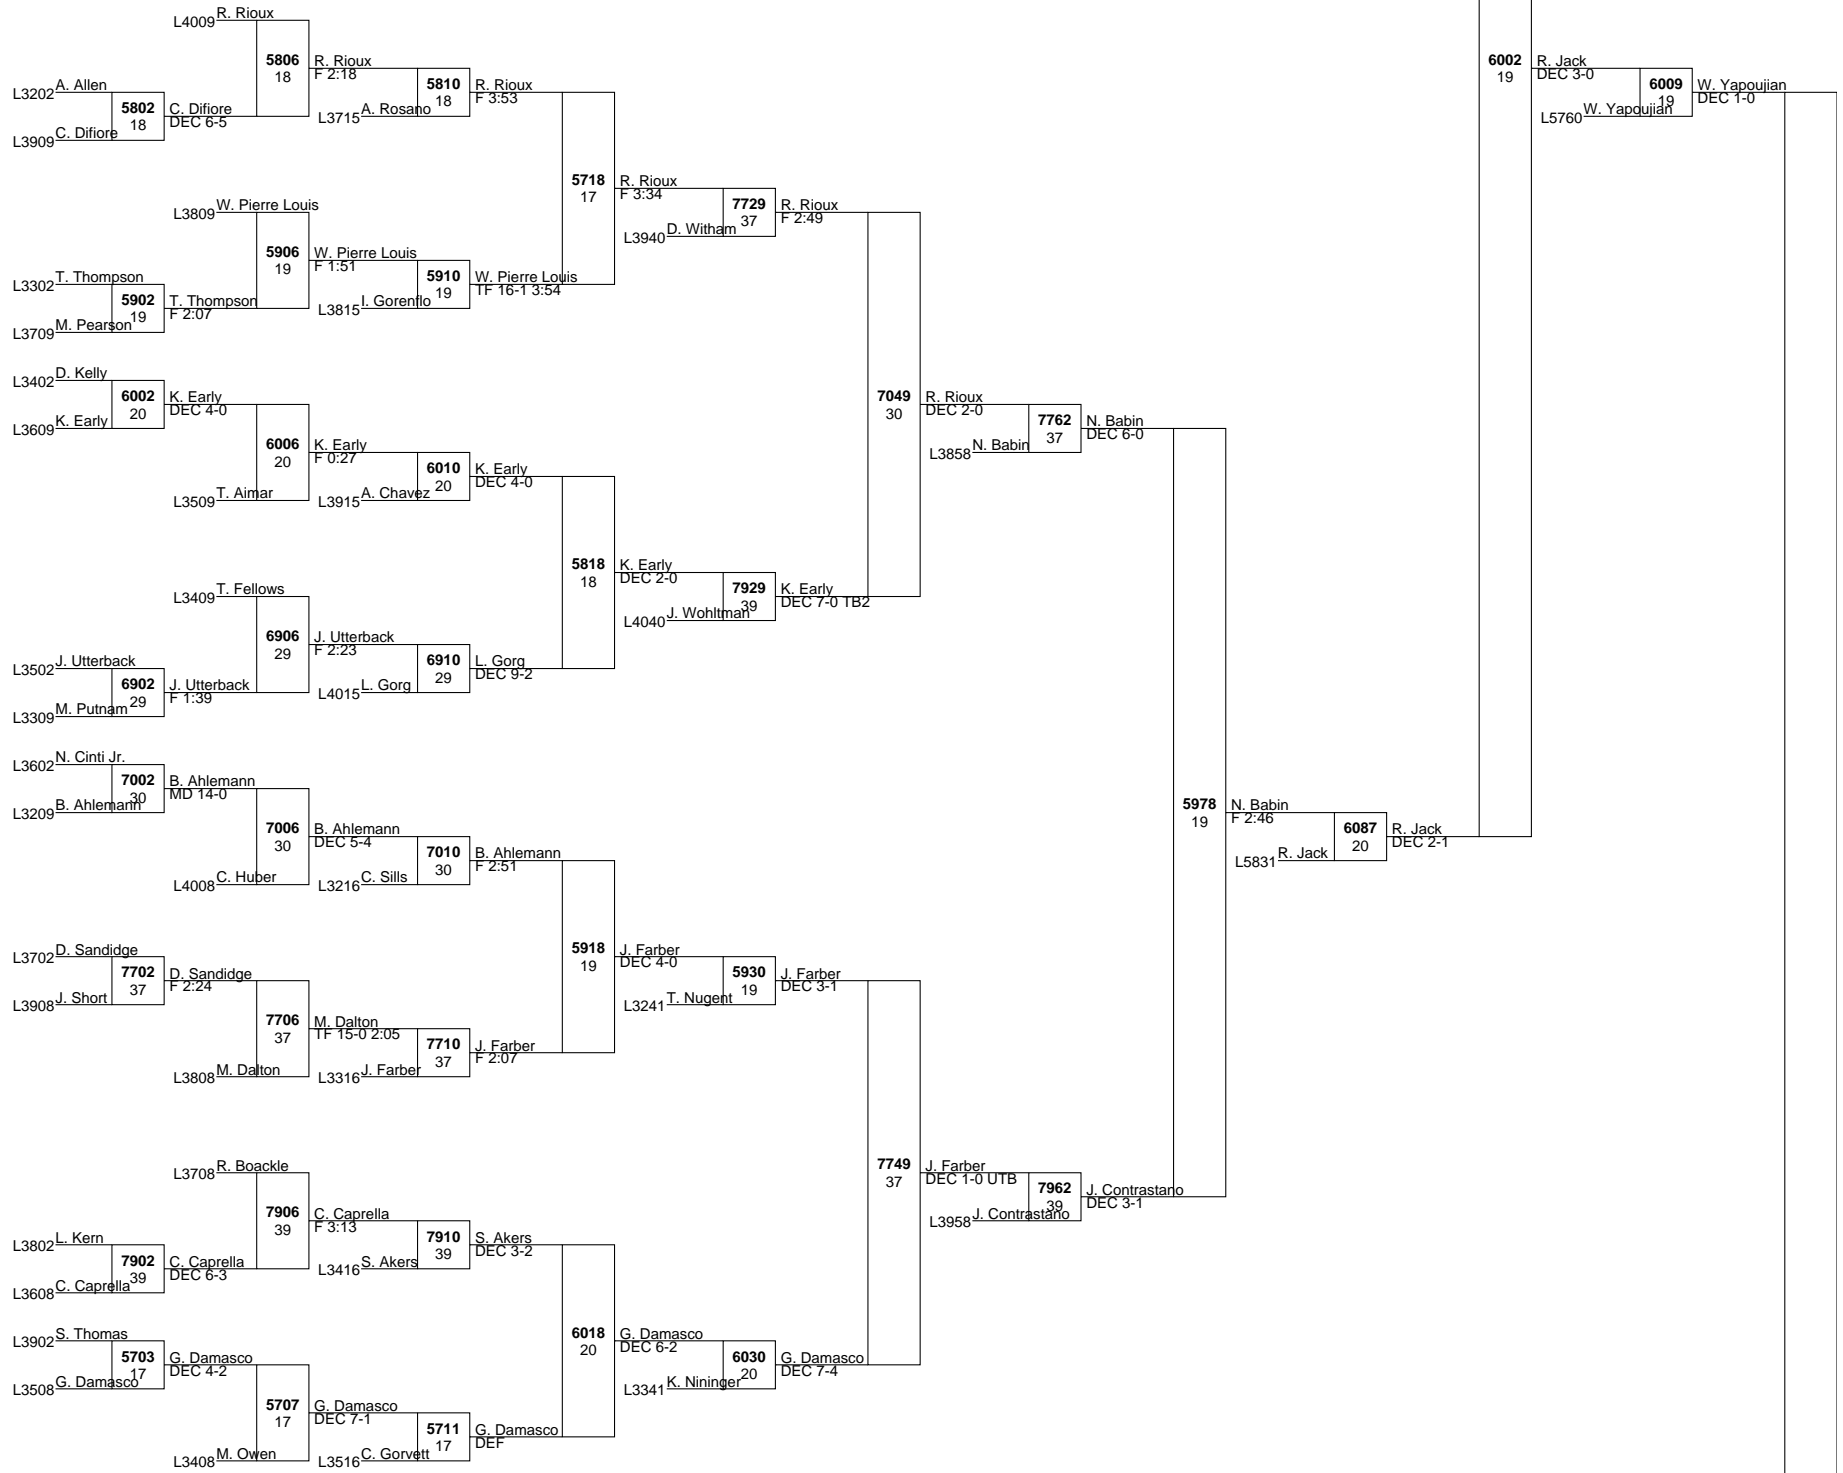 L4009 R. Rioux
5806 18
R. Rioux
F 2:18
L3202 A. Allen
5802 18
C. Difiore
DEC 6-5
L3909 C. Difiore
5810 18
R. Rioux
F 3:53
L3715 A. Rosano
L3809 W. Pierre Louis
5906 19
W. Pierre Louis
F 1:51
L3302 T. Thompson
5902 19
T. Thompson
F 2:07
L3709 M. Pearson
5910 19
W. Pierre Louis
TF 16-1 3:54
L3815 I. Gorenflo
5718 17
R. Rioux
F 3:34
7729 37
R. Rioux
F 2:49
L3940 D. Witham
L3402 D. Kelly
6002 20
K. Early
DEC 4-0
L3609 K. Early
6006 20
K. Early
F 0:27
L3509 T. Aimar
6010 20
K. Early
DEC 4-0
L3915 A. Chavez
L3409 T. Fellows
6906 29
J. Utterback
F 2:23
L3502 J. Utterback
6902 29
J. Utterback
F 1:39
L3309 M. Putnam
6910 29
L. Gorg
DEC 9-2
L4015 L. Gorg
5818 18
K. Early
DEC 2-0
7929 39
K. Early
DEC 7-0 TB2
L4040 J. Wohltman
7049 30
R. Rioux
DEC 2-0
7762 37
N. Babin
DEC 6-0
L3858 N. Babin
L3602 N. Cinti Jr.
7002 30
B. Ahlemann
MD 14-0
L3209 B. Ahlemann
7006 30
B. Ahlemann
DEC 5-4
L4008 C. Huber
7010 30
B. Ahlemann
F 2:51
L3216 C. Sills
L3702 D. Sandidge
7702 37
D. Sandidge
F 2:24
L3908 J. Short
7706 37
M. Dalton
TF 15-0 2:05
L3808 M. Dalton
7710 37
J. Farber
F 2:07
L3316 J. Farber
5918 19
J. Farber
DEC 4-0
5930 19
J. Farber
DEC 3-1
L3241 T. Nugent
L3708 R. Boackle
7906 39
C. Caprella
F 3:13
L3802 L. Kern
7902 39
C. Caprella
DEC 6-3
L3608 C. Caprella
7910 39
S. Akers
DEC 3-2
L3416 S. Akers
L3902 S. Thomas
5703 17
G. Damasco
DEC 4-2
L3508 G. Damasco
5707 17
G. Damasco
DEC 7-1
L3408 M. Owen
5711 17
G. Damasco
DEF
L3516 C. Gorvett
6018 20
G. Damasco
DEC 6-2
6030 20
G. Damasco
DEC 7-4
L3341 K. Nininger
7749 37
J. Farber
DEC 1-0 UTB
7962 39
J. Contrastano
DEC 3-1
L3958 J. Contrastano
5978 19
N. Babin
F 2:46
6087 20
R. Jack
DEC 2-1
L5831 R. Jack
6002 19
R. Jack
DEC 3-0
6009 19
W. Yapoujian
DEC 1-0
L5760 W. Yapoujian